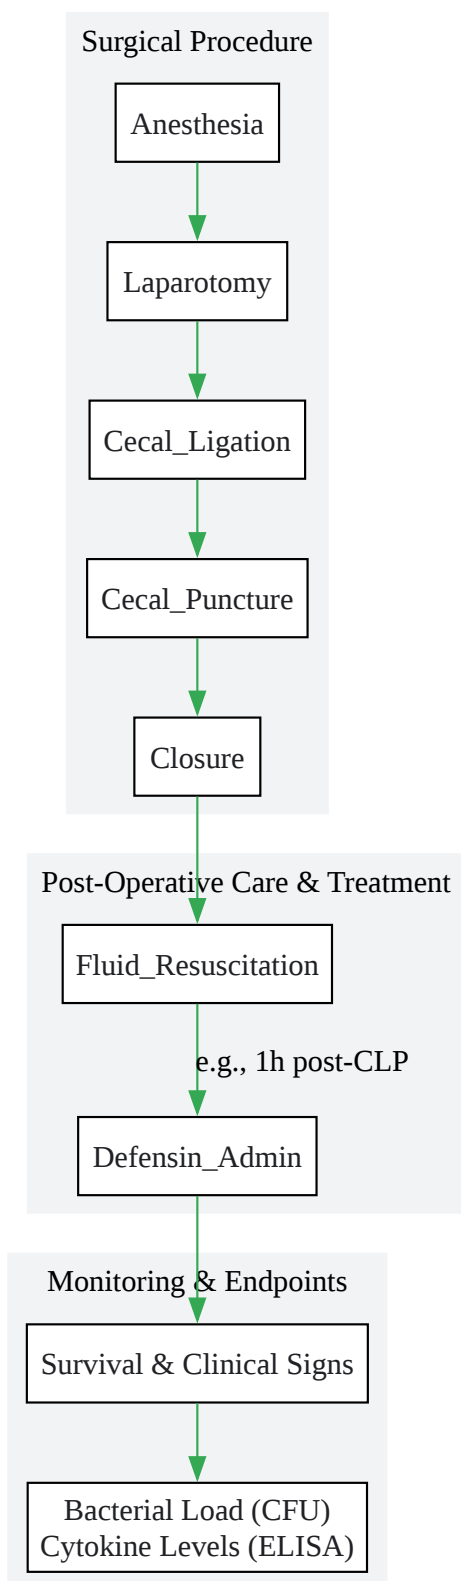 Surgical Procedure
Anesthesia
Laparotomy
Cecal_Ligation
Cecal_Puncture
Closure
Post-Operative Care & Treatment
Fluid_Resuscitation
e.g., 1h post-CLP
Defensin_Admin
Monitoring & Endpoints
Survival & Clinical Signs
Bacterial Load (CFU)
Cytokine Levels (ELISA)